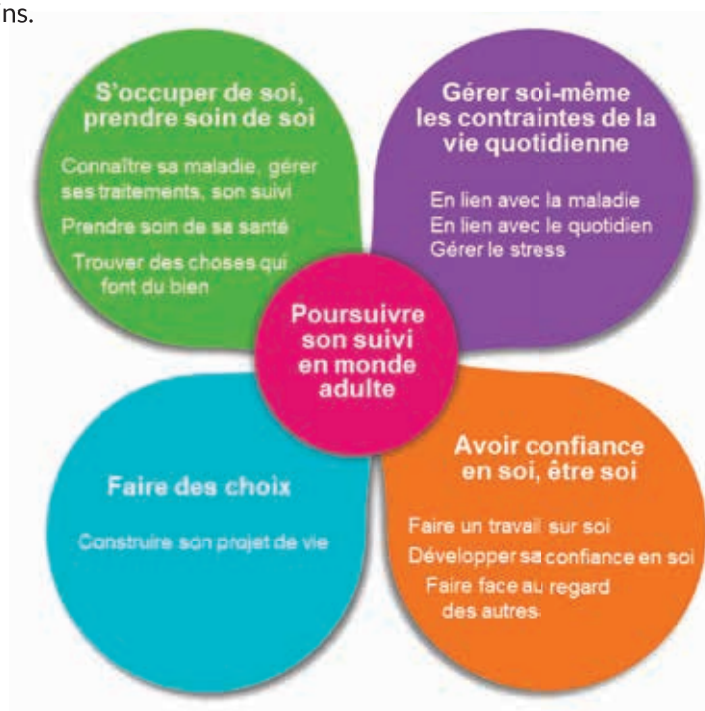 ins.
S'occuper de soi,
prendre soin de soi
Connaître sa maladie, gérer
ses traitements, son suivi
Prendre soin de sa santé
Trouver des choses qui
font du bien
Gérer soi-même
les contraintes de la
vie quotidienne
En lien avec la maladie
En lien avec le quotidien
Gérer le stress
Poursuivre
son suivi
en monde
adulte
Faire des choix
Construire son projet de vie
Avoir confiance
en soi, être soi
Faire un travail sur soi
Développer sa confiance en soi
Faire face au regard
des autres